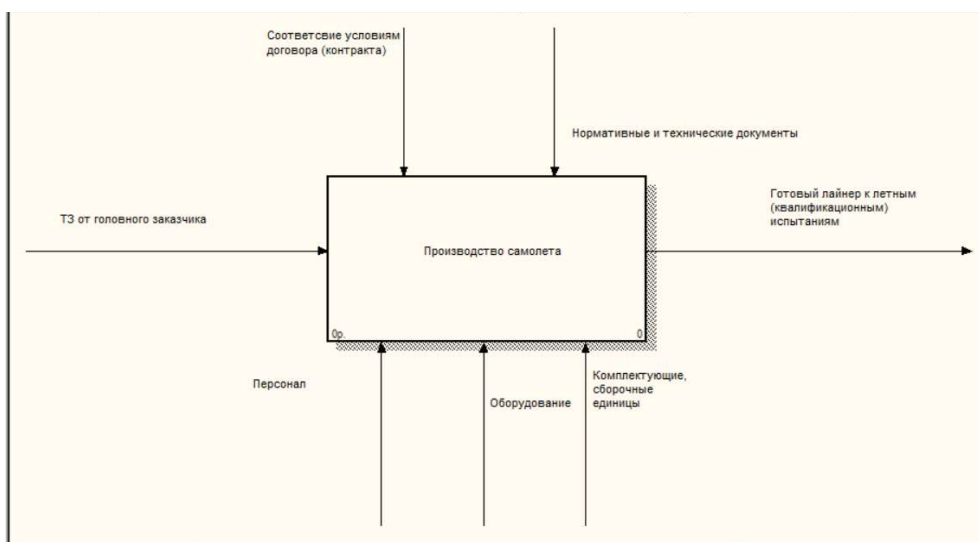 Соответсвие условиям
договора (контракта)
Нормативные и технические документы
ТЗ от головного заказчика
Готовый лайнер к летным
(квалификационным)
испытаниям
Производство самолета
0р.
0
Персонал
Оборудование
Комплектующие,
сборочные
единицы